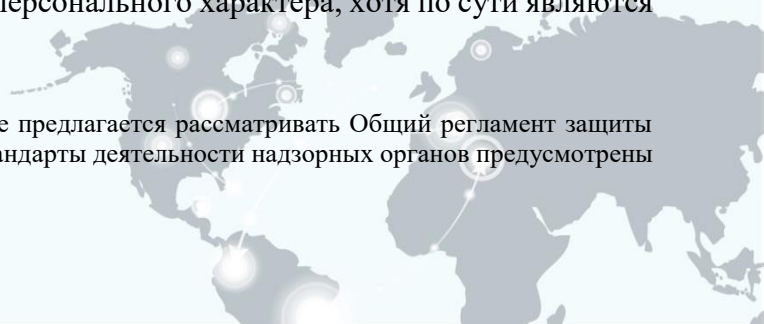 персонального характера, хотя по сути являются
е предлагается рассматривать Общий регламент защиты
андарты деятельности надзорных органов предусмотрены